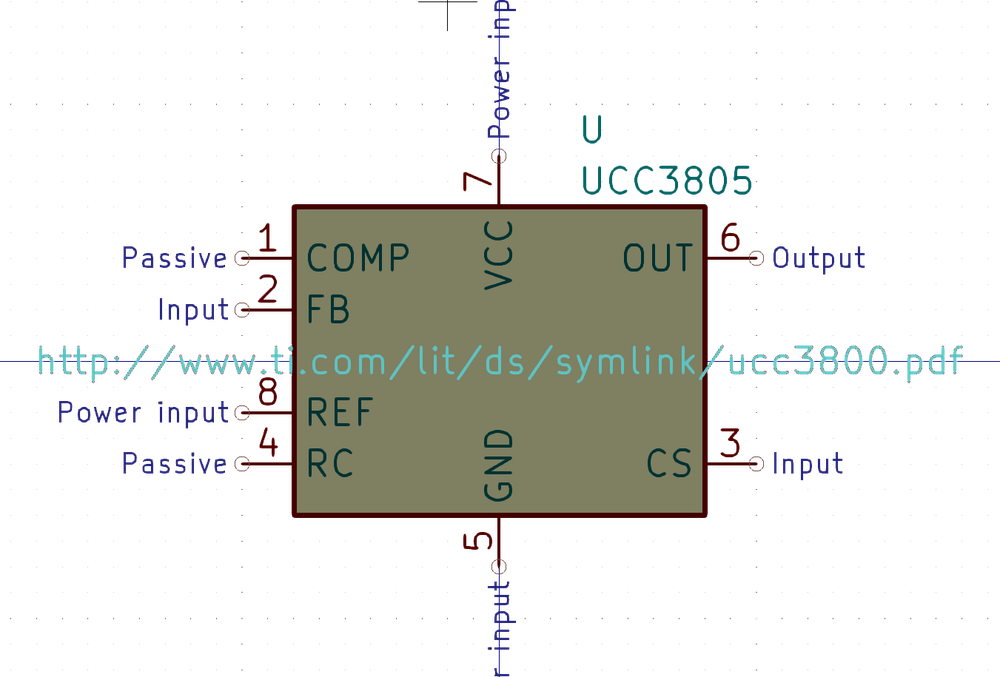 Power inp
U
7
UCC3805
Passive 1 COMP VCC OUT 6 Output
Input 2 FB
http://www.ti.com/lit/ds/symlink/ucc3800.pdf
Power input 8 REF
Passive 4 RC GND CS 3 Input
5
r input